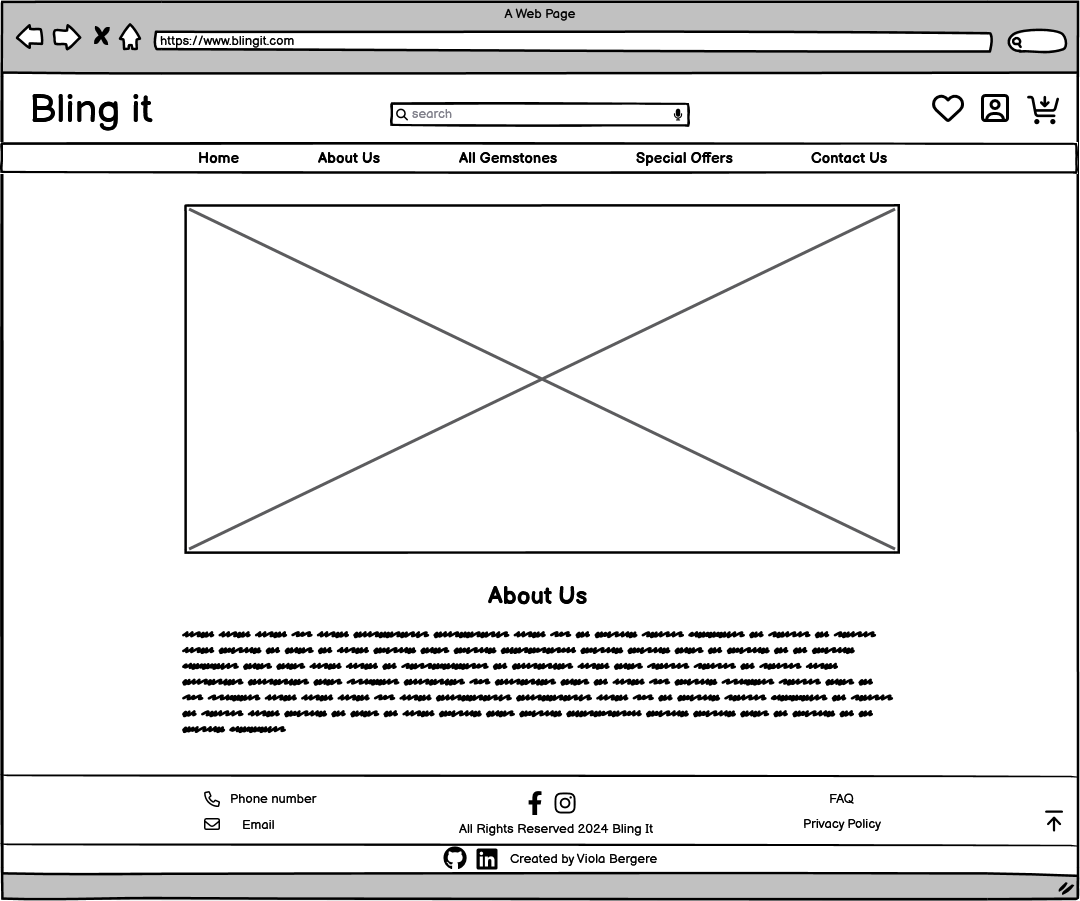 A Web Page
https://www.blingit.com
Bling it
search
Home About Us All Gemstones Special Offers Contact Us
About Us
Phone number
Email
All Rights Reserved 2024 Bling It
FAQ
Privacy Policy
Created by Viola Bergere